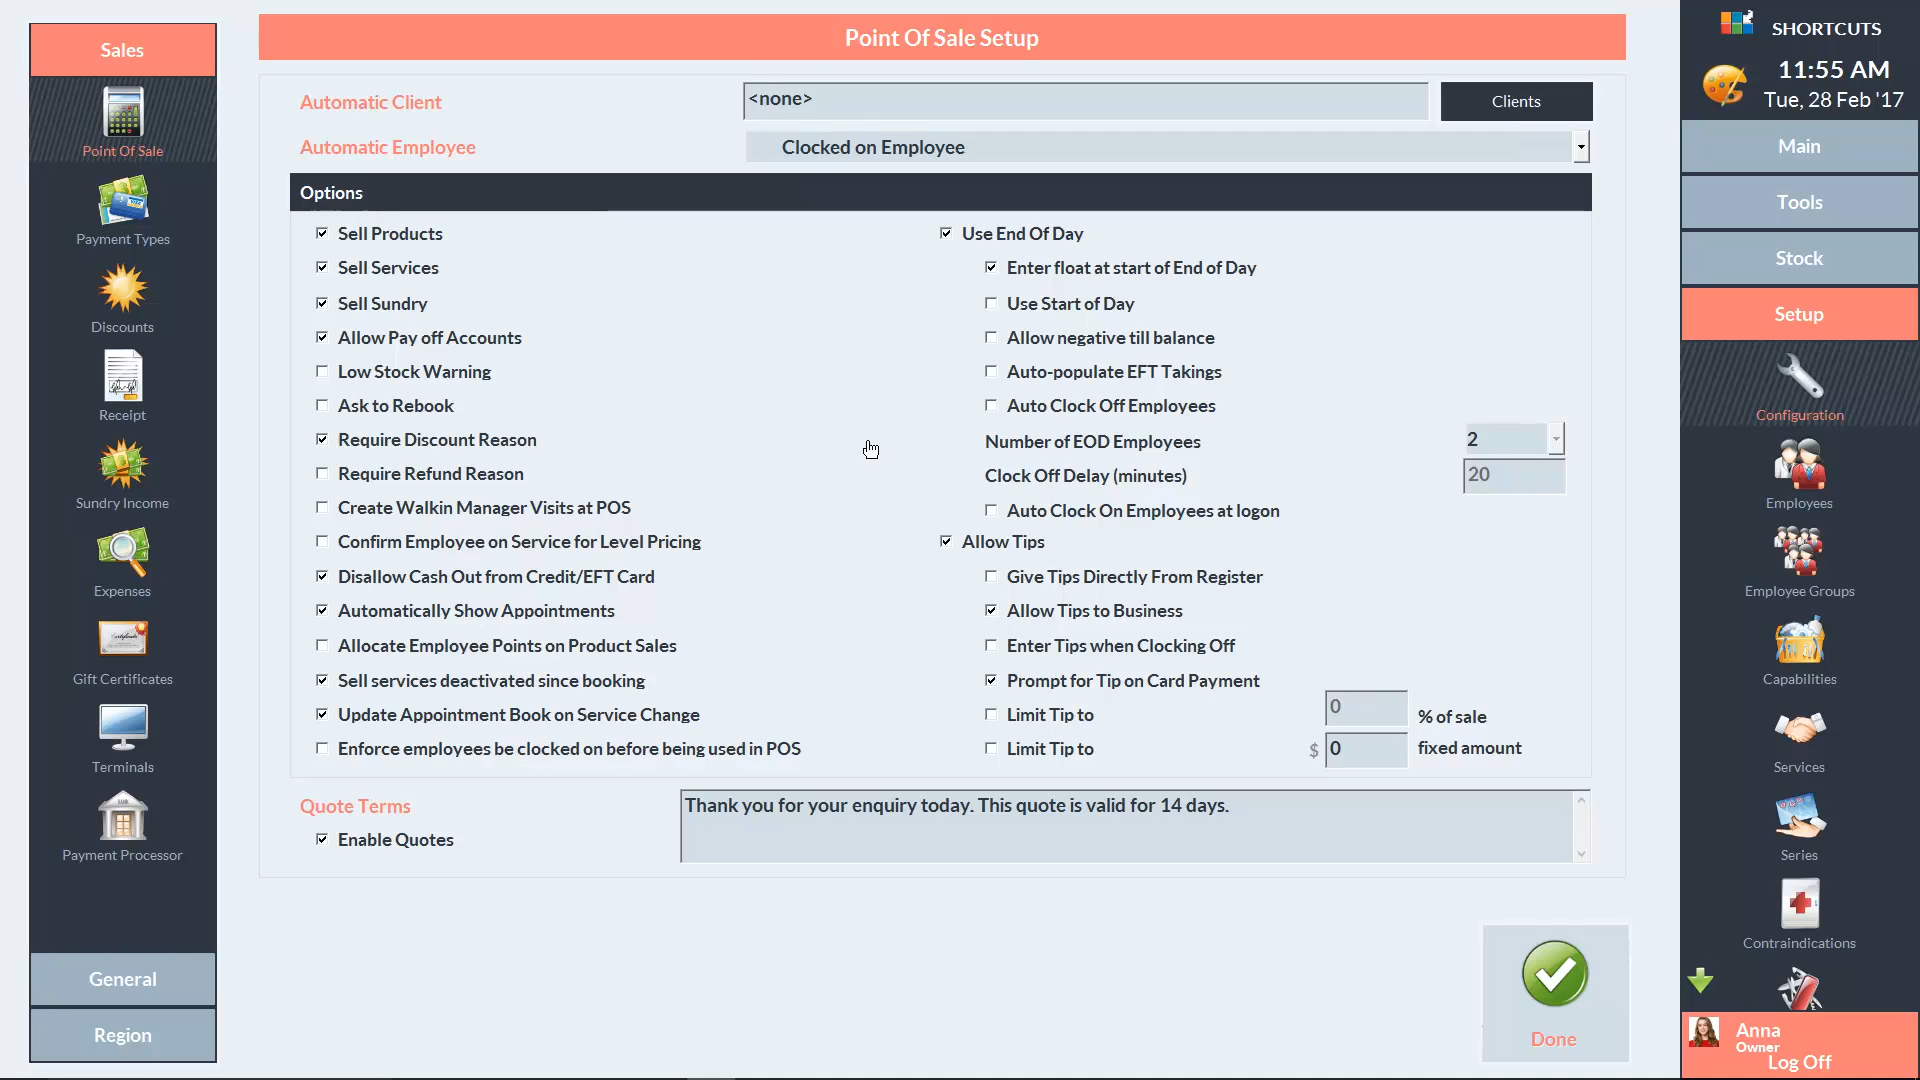 Sales
Point Of Sale
Payment Types
Discounts
Receipt
Sundry Income
Expenses
Gift Certificates
Terminals
Payment Processor
General
Region
Point Of Sale Setup
Automatic Client
<none>
Clients
Automatic Employee
Clocked on Employee
Options
Sell Products
Sell Services
Sell Sundry
Allow Pay off Accounts
Low Stock Warning
Ask to Rebook
Require Discount Reason
Require Refund Reason
Create Walkin Manager Visits at POS
Confirm Employee on Service for Level Pricing
Disallow Cash Out from Credit/EFT Card
Automatically Show Appointments
Allocate Employee Points on Product Sales
Sell services deactivated since booking
Update Appointment Book on Service Change
Enforce employees be clocked on before being used in POS
Use End Of Day
Enter float at start of End of Day
Use Start of Day
Allow negative till balance
Auto-populate EFT Takings
Auto Clock Off Employees
Number of EOD Employees 2
Clock Off Delay (minutes) 20
Auto Clock On Employees at logon
Allow Tips
Give Tips Directly From Register
Allow Tips to Business
Enter Tips when Clocking Off
Prompt for Tip on Card Payment
Limit Tip to 0 % of sale
Limit Tip to $ 0 fixed amount
Quote Terms
Enable Quotes
Thank you for your enquiry today. This quote is valid for 14 days.
Done
SHORTCUTS
11:55 AM
Tue, 28 Feb '17
Main
Tools
Stock
Setup
Configuration
Employees
Employee Groups
Capabilities
Services
Series
Contraindications
Anna
Owner
Log Off